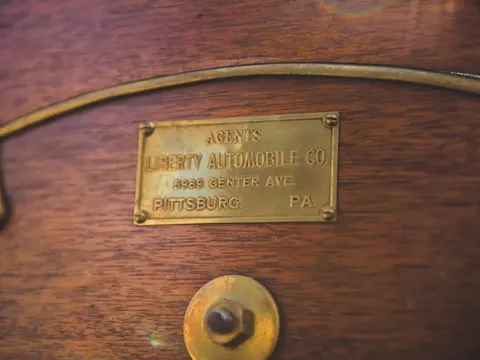 AGENTS
LIBERTY AUTOMOBILE CO
5989 CENTER AVE.
PITTSBURG. PA.